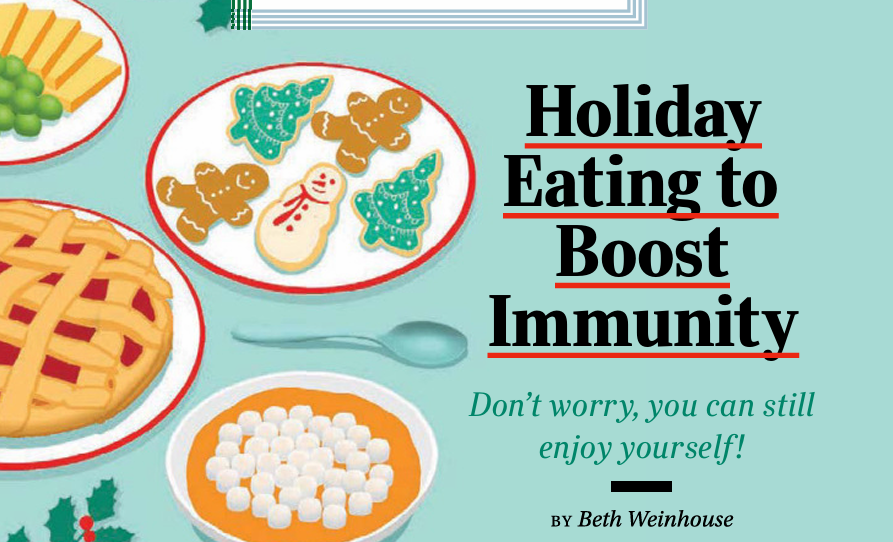 Holiday
Eating to
Boost
Immunity
Don’t worry, you can still
enjoy yourself!
BY Beth Weinhouse